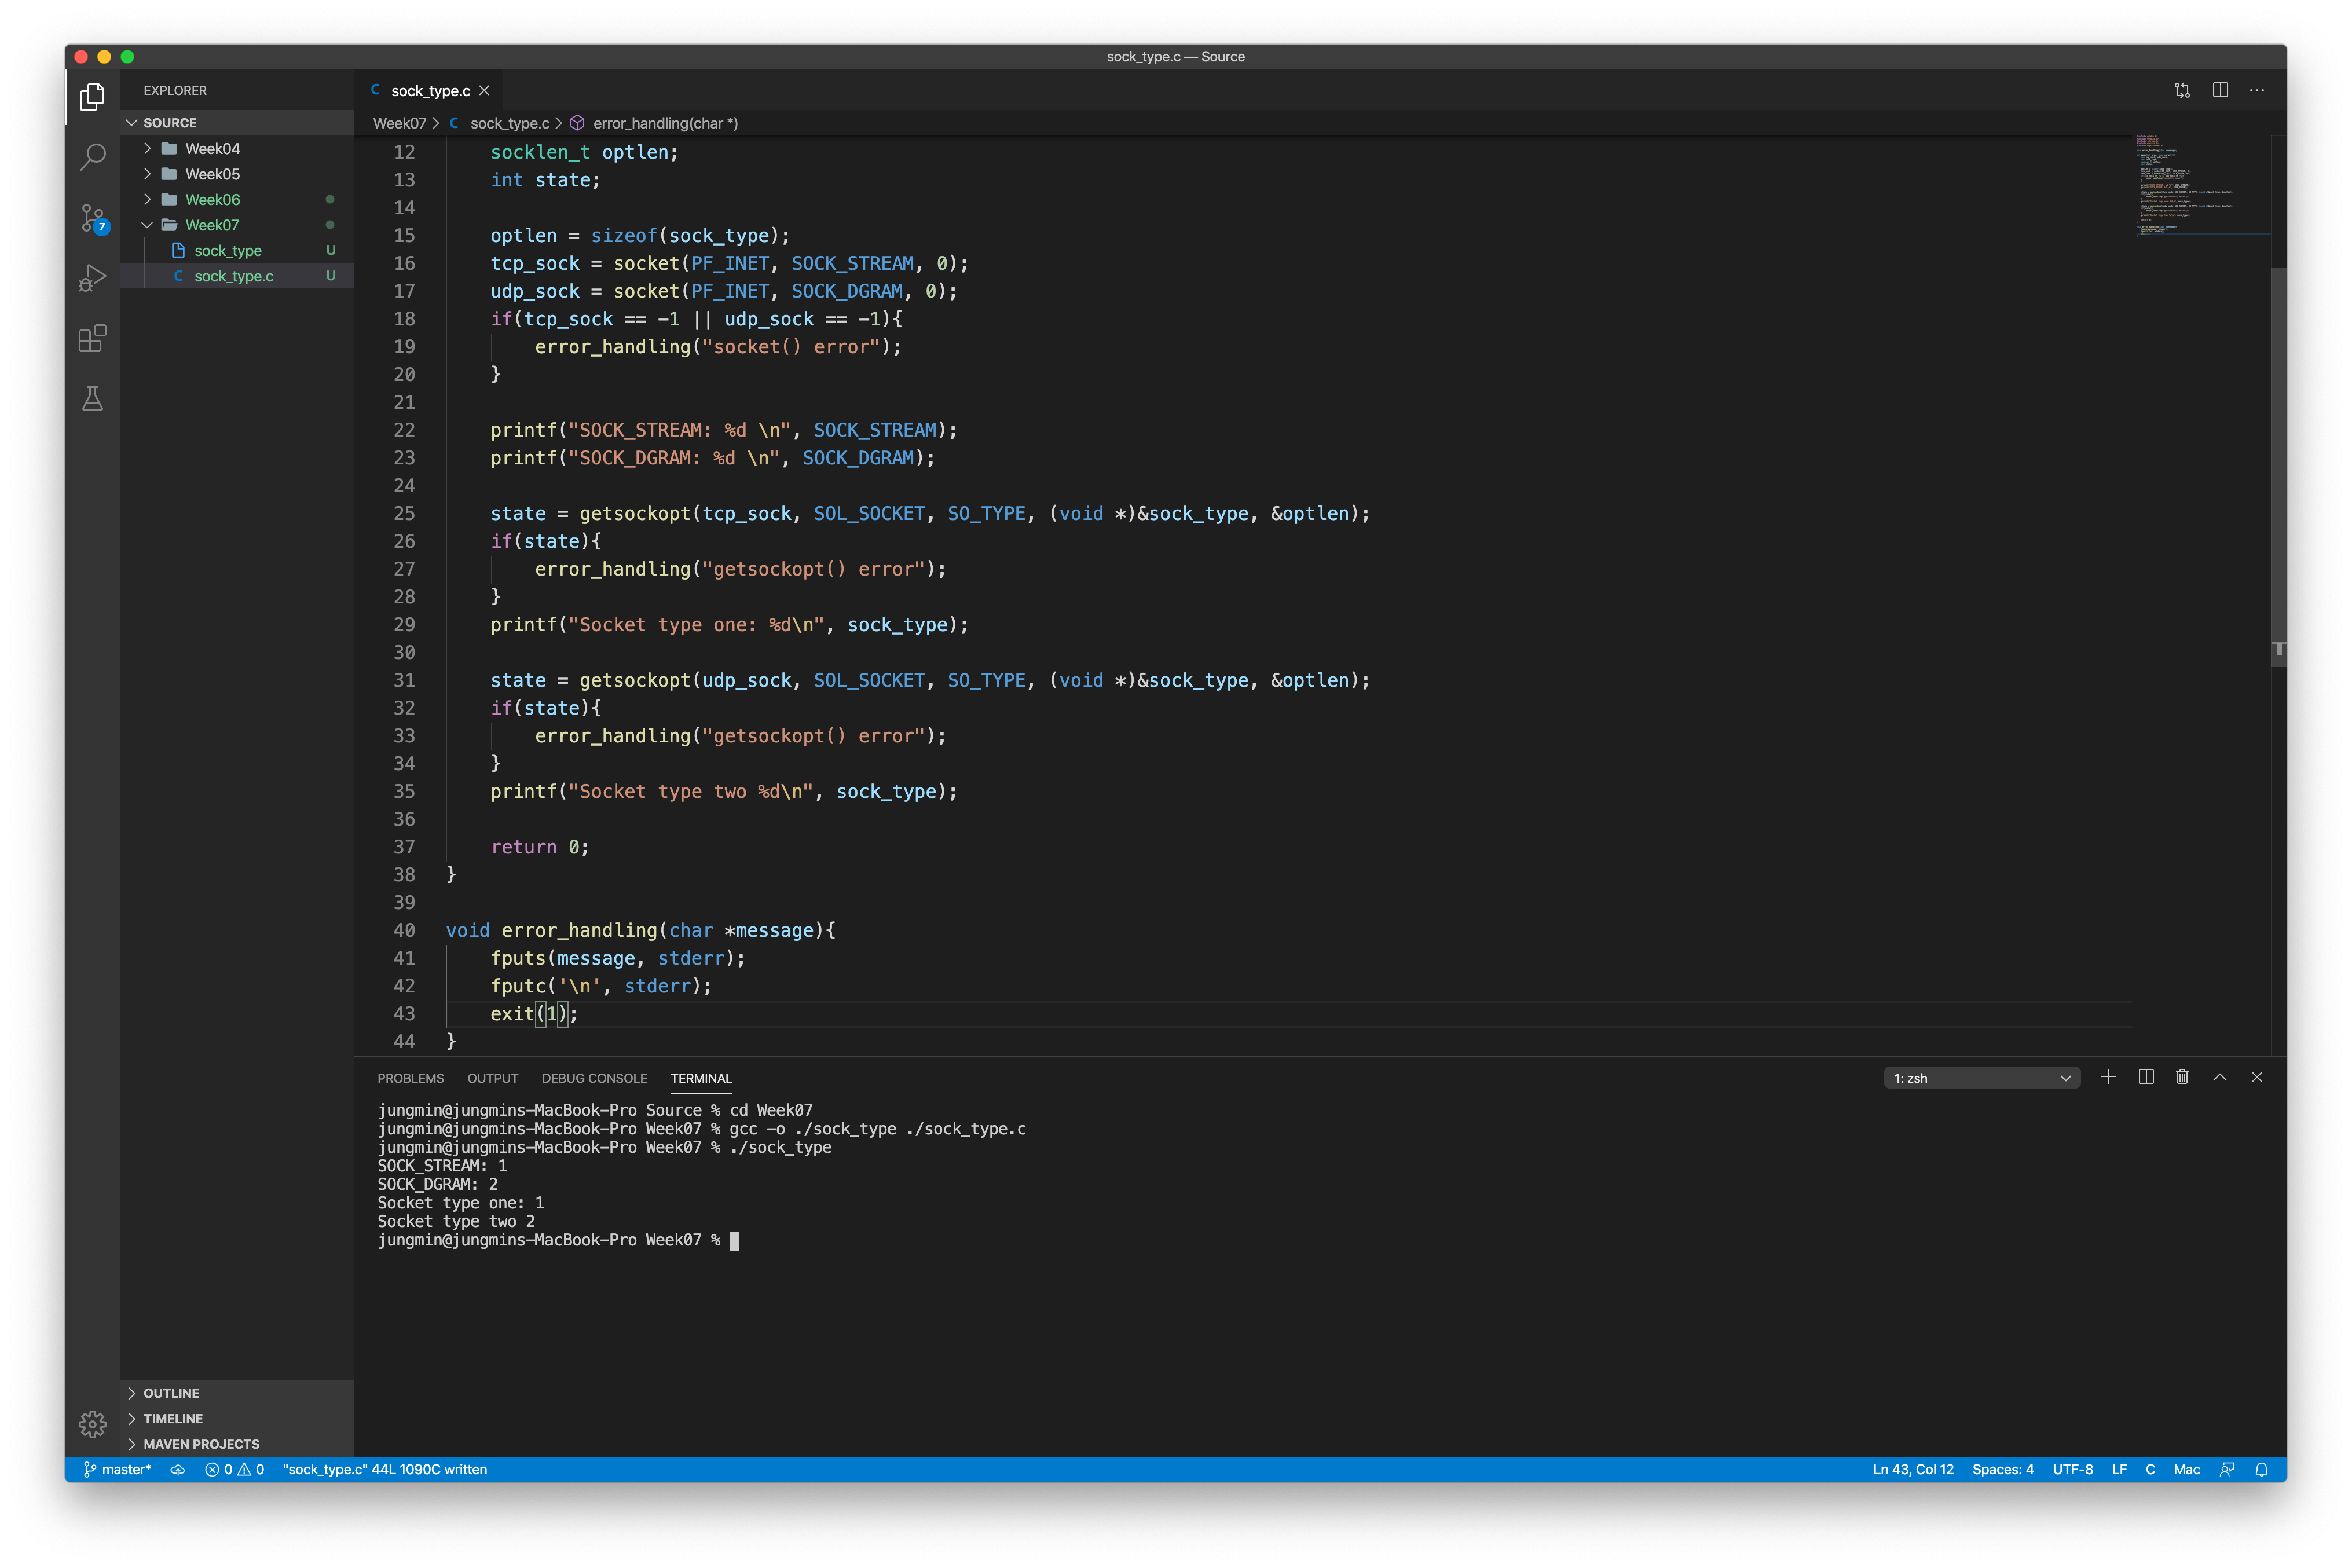 sock_type.c — Source
EXPLORER
SOURCE
Week04
Week05
Week06
Week07
sock_type U
sock_type.c U
7
OUTLINE
TIMELINE
MAVEN PROJECTS
C sock_type.c
Week07 > C sock_type.c > error_handling(char *)
12 socklen_t optlen;
13 int state;
14
15 optlen = sizeof(sock_type);
16 tcp_sock = socket(PF_INET, SOCK_STREAM, 0);
17 udp_sock = socket(PF_INET, SOCK_DGRAM, 0);
18 if(tcp_sock == -1 || udp_sock == -1){
19 error_handling("socket() error");
20 }
21
22 printf("SOCK_STREAM: %d \n", SOCK_STREAM);
23 printf("SOCK_DGRAM: %d \n", SOCK_DGRAM);
24
25 state = getsockopt(tcp_sock, SOL_SOCKET, SO_TYPE, (void *)&sock_type, &optlen);
26 if(state){
27 error_handling("getsockopt() error");
28 }
29 printf("Socket type one: %d\n", sock_type);
30
31 state = getsockopt(udp_sock, SOL_SOCKET, SO_TYPE, (void *)&sock_type, &optlen);
32 if(state){
33 error_handling("getsockopt() error");
34 }
35 printf("Socket type two %d\n", sock_type);
36
37 return 0;
38 }
39
40 void error_handling(char *message){
41 fputs(message, stderr);
42 fputc('\n', stderr);
43 exit(1);
44 }
PROBLEMS OUTPUT DEBUG CONSOLE TERMINAL 1: zsh
jungmin@jungmins-MacBook-Pro Source % cd Week07
jungmin@jungmins-MacBook-Pro Week07 % gcc -o ./sock_type ./sock_type.c
jungmin@jungmins-MacBook-Pro Week07 % ./sock_type
SOCK_STREAM: 1
SOCK_DGRAM: 2
Socket type one: 1
Socket type two 2
jungmin@jungmins-MacBook-Pro Week07 %
master* 0 0 "sock_type.c" 44L 1090C written Ln 43, Col 12 Spaces: 4 UTF-8 LF C Mac